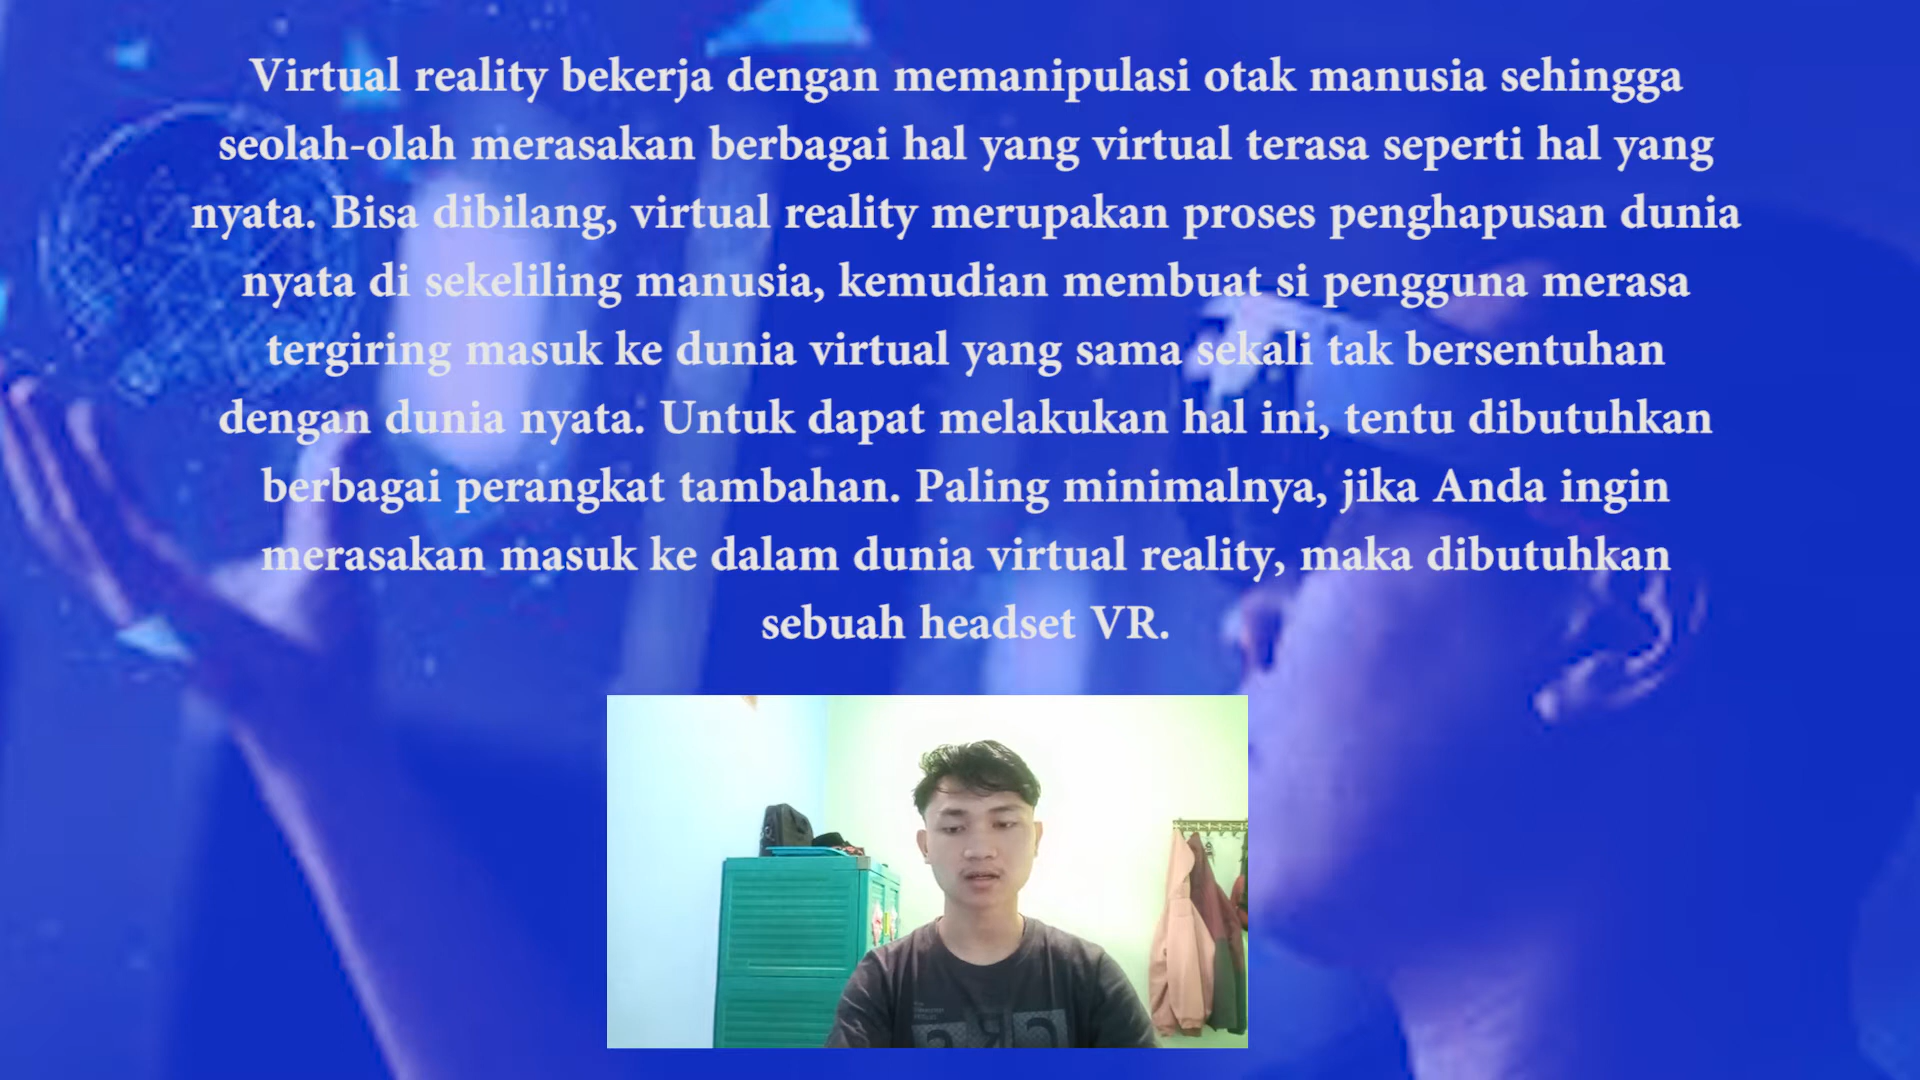 Virtual reality bekerja dengan memanipulasi otak manusia sehingga
seolah-olah merasakan berbagai hal yang virtual terasa seperti hal yang
nyata. Bisa dibilang, virtual reality merupakan proses penghapusan dunia
nyata di sekeliling manusia, kemudian membuat si pengguna merasa
tergiring masuk ke dunia virtual yang sama sekali tak bersentuhan
dengan dunia nyata. Untuk dapat melakukan hal ini, tentu dibutuhkan
berbagai perangkat tambahan. Paling minimalnya, jika Anda ingin
merasakan masuk ke dalam dunia virtual reality, maka dibutuhkan
sebuah headset VR.